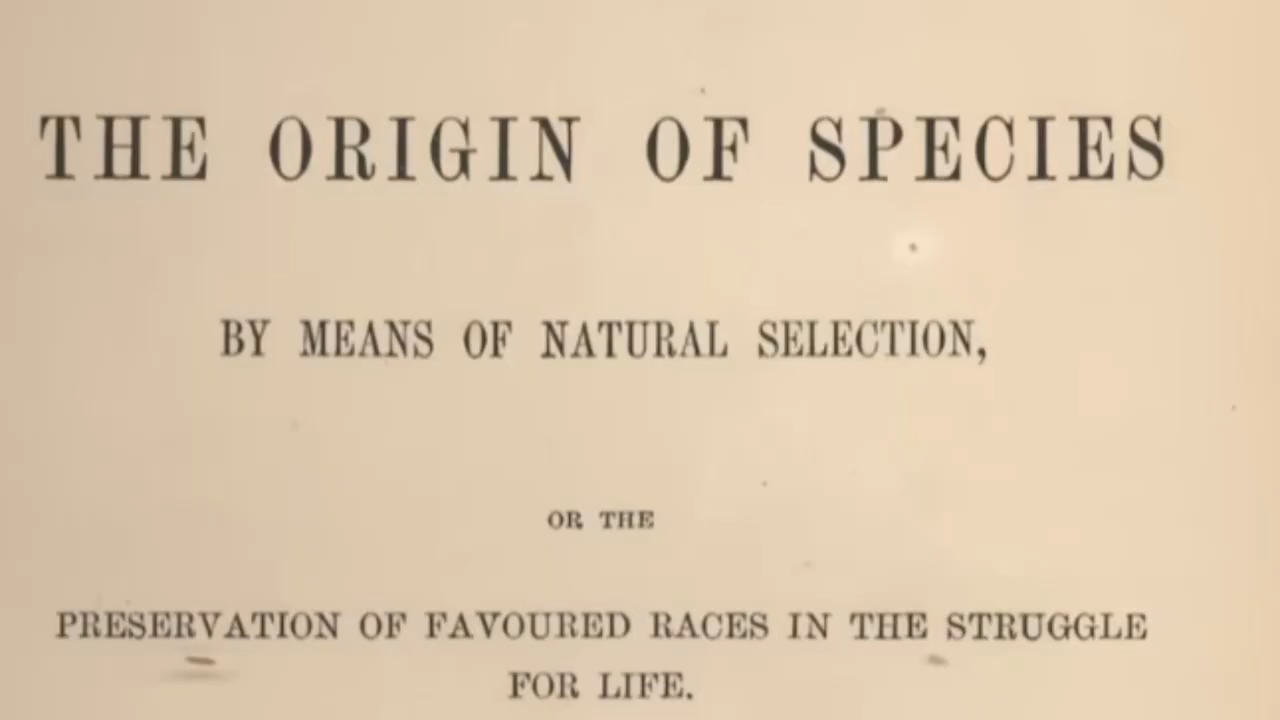 THE ORIGIN OF SPECIES
BY MEANS OF NATURAL SELECTION,
OR THE
PRESERVATION OF FAVOURED RACES IN THE STRUGGLE
FOR LIFE.